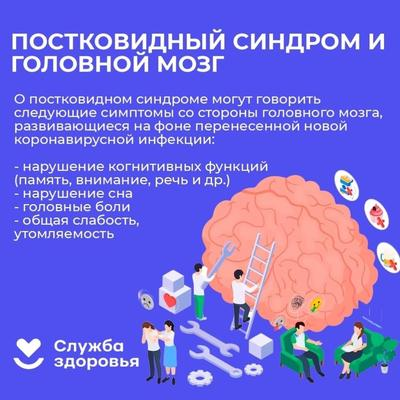 ПОСТКОВИДНЫЙ СИНДРОМ И
ГОЛОВНОЙ МОЗГ
О постковидном синдроме могут говорить
следующие симптомы со стороны головного мозга,
развивающиеся на фоне перенесенной новой
коронавирусной инфекции:
- нарушение когнитивных функций
(память, внимание, речь и др.)
- нарушение сна
- головные боли
- общая слабость,
утомляемость
Служба
здоровья